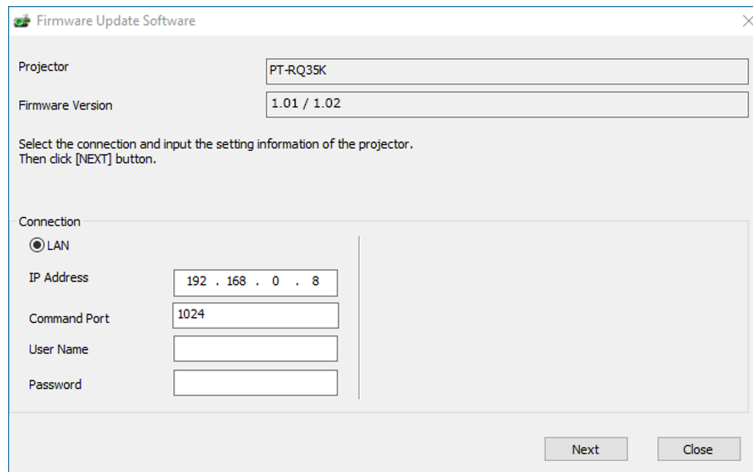 Firmware Update Software
Projector
PT-RQ35K
Firmware Version
1.01 / 1.02
Select the connection and input the setting information of the projector.
Then click [NEXT] button.
Connection
LAN
IP Address
192 . 168 . 0 . 8
Command Port
1024
User Name
Password
Next
Close